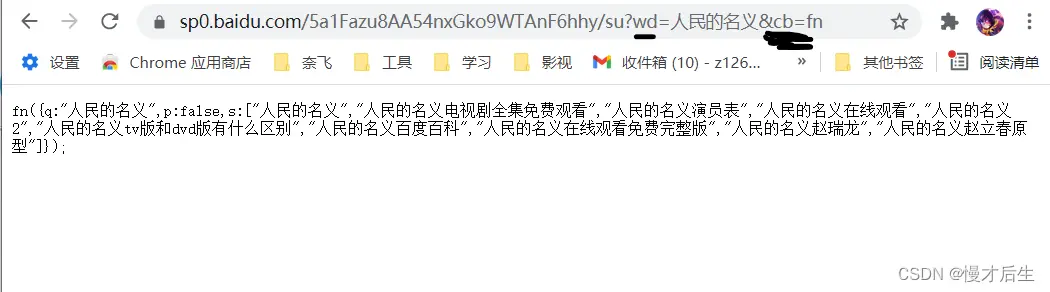 sp0.baidu.com/5a1Fazu8AA54nxGko9WTAnF6hhy/su?wd=人民的名义&cb=fn
设置 Chrome 应用商店 奈飞 工具 学习 影视 收件箱 (10) - z126... » 其他书签 阅读清单
fn({q:"人民的名义",p:false,s:["人民的名义","人民的名义电视剧全集免费观看","人民的名义演员表","人民的名义在线观看","人民的名义
2","人民的名义tv版和dvd版有什么区别","人民的名义百度百科","人民的名义在线观看免费完整版","人民的名义赵瑞龙","人民的名义赵立春原
型"]});
CSDN @慢才后生